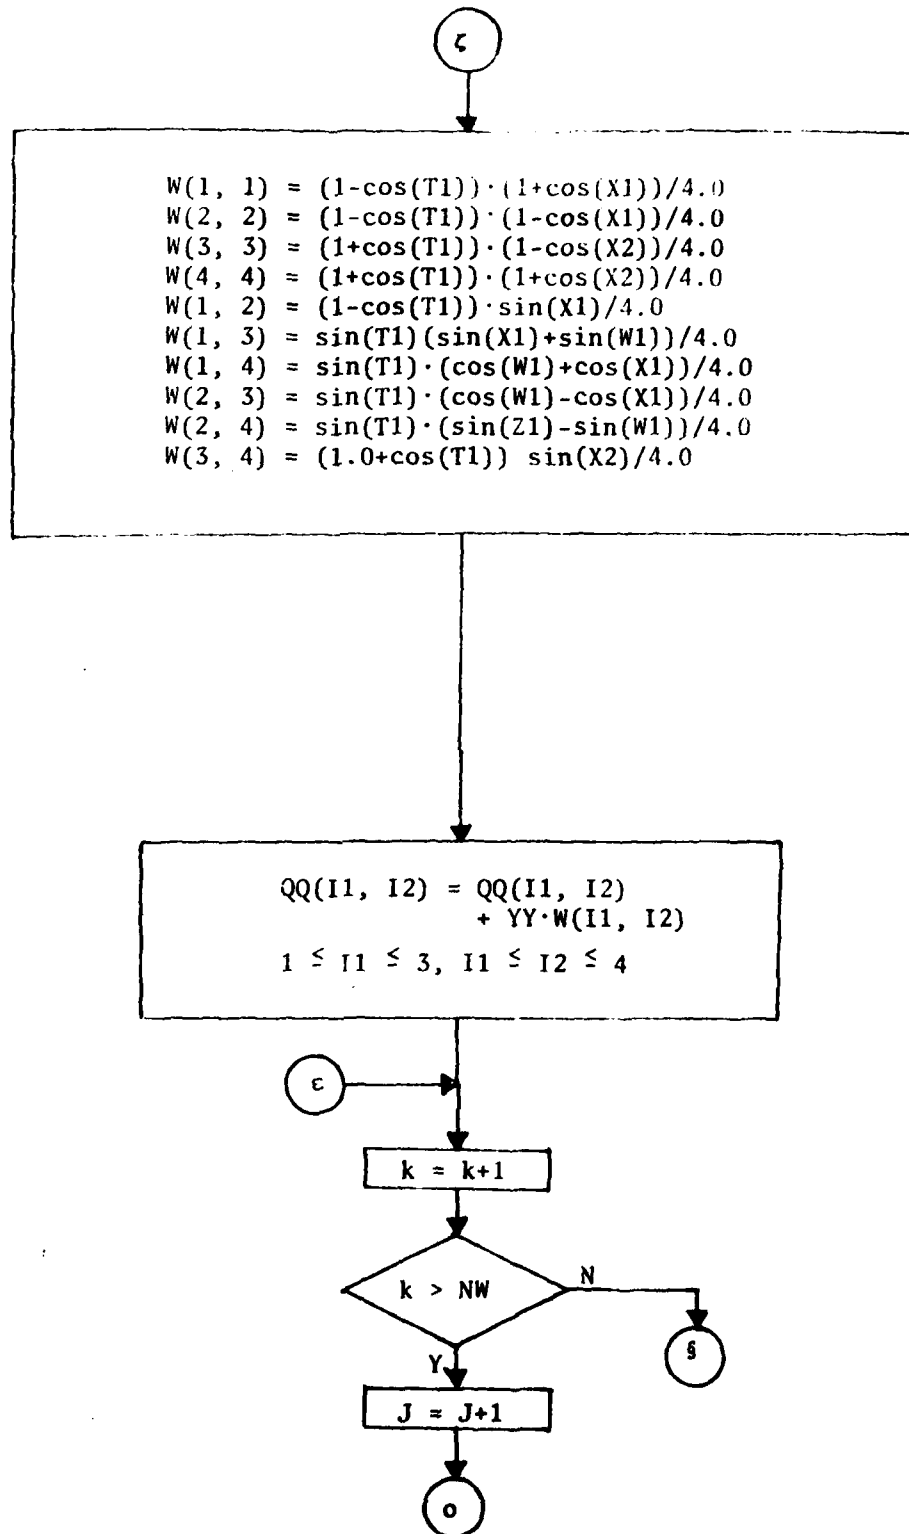 ζ
W(1, 1) = (1-cos(T1))·(1+cos(X1))/4.0
W(2, 2) = (1-cos(T1))·(1-cos(X1))/4.0
W(3, 3) = (1+cos(T1))·(1-cos(X2))/4.0
W(4, 4) = (1+cos(T1))·(1+cos(X2))/4.0
W(1, 2) = (1-cos(T1))·sin(X1)/4.0
W(1, 3) = sin(T1)(sin(X1)+sin(W1))/4.0
W(1, 4) = sin(T1)·(cos(W1)+cos(X1))/4.0
W(2, 3) = sin(T1)·(cos(W1)-cos(X1))/4.0
W(2, 4) = sin(T1)·(sin(Z1)-sin(W1))/4.0
W(3, 4) = (1.0+cos(T1)) sin(X2)/4.0
QQ(I1, I2) = QQ(I1, I2)
+ YY·W(I1, I2)
1 ≤ I1 ≤ 3, I1 ≤ I2 ≤ 4
ε
k = k+1
k > NW
N
§
Y
J = J+1
o